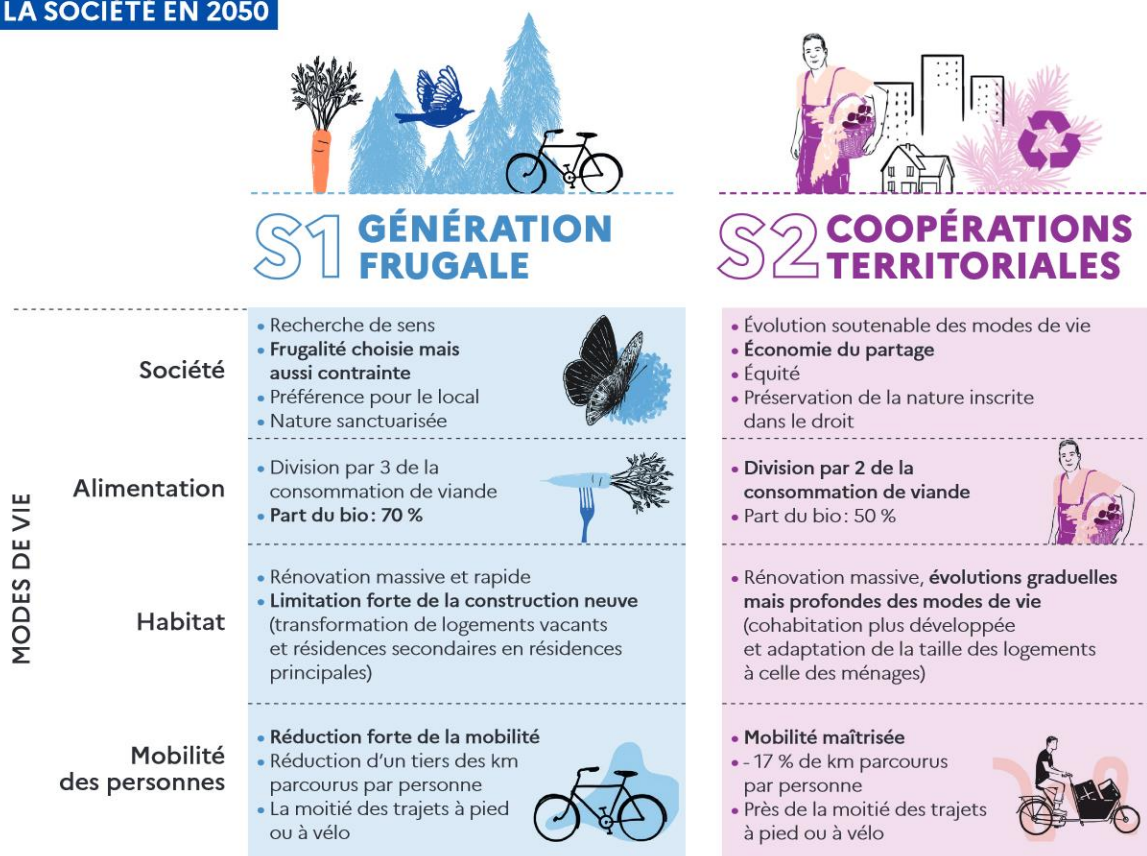 LA SOCIÉTÉ EN 2050
S1 GÉNÉRATION
FRUGALE
S2 COOPÉRATIONS
TERRITORIALES
MODES DE VIE
Société
• Recherche de sens
• Frugalité choisie mais
aussi contrainte
• Préférence pour le local
• Nature sanctuarisée
• Évolution soutenable des modes de vie
• Économie du partage
• Équité
• Préservation de la nature inscrite
dans le droit
Alimentation
• Division par 3 de la
consommation de viande
• Part du bio : 70 %
• Division par 2 de la
consommation de viande
• Part du bio : 50 %
Habitat
• Rénovation massive et rapide
• Limitation forte de la construction neuve
(transformation de logements vacants
et résidences secondaires en résidences
principales)
• Rénovation massive, évolutions graduelles
mais profondes des modes de vie
(cohabitation plus développée
et adaptation de la taille des logements
à celle des ménages)
Mobilité
des personnes
• Réduction forte de la mobilité
• Réduction d'un tiers des km
parcourus par personne
• La moitié des trajets à pied
ou à vélo
• Mobilité maîtrisée
• - 17 % de km parcourus
par personne
• Près de la moitié des trajets
à pied ou à vélo